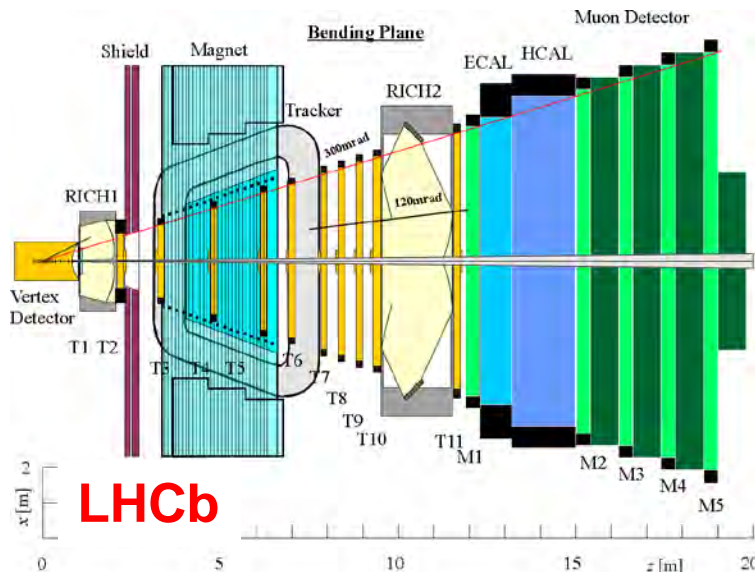 Muon Detector
Bending Plane
Shield
Magnet
ECAL
HCAL
RICH2
Tracker
300mrad
RICH1
120mrad
Vertex
Detector
T1 T2
T3
T4
T5
T6
T7
T8
T9
T10
T11
M1
M2
M3
M4
M5
2
x [m]
LHCb
0
5
10
15
z [m]
20